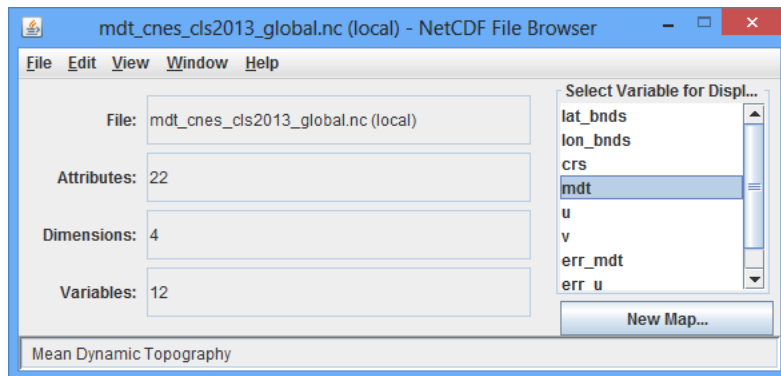 mdt_cnes_cls2013_global.nc (local) - NetCDF File Browser
File Edit View Window Help
File: mdt_cnes_cls2013_global.nc (local)
Attributes: 22
Dimensions: 4
Variables: 12
Select Variable for Displ...
lat_bnds
lon_bnds
crs
mdt
u
v
err_mdt
err_u
New Map...
Mean Dynamic Topography